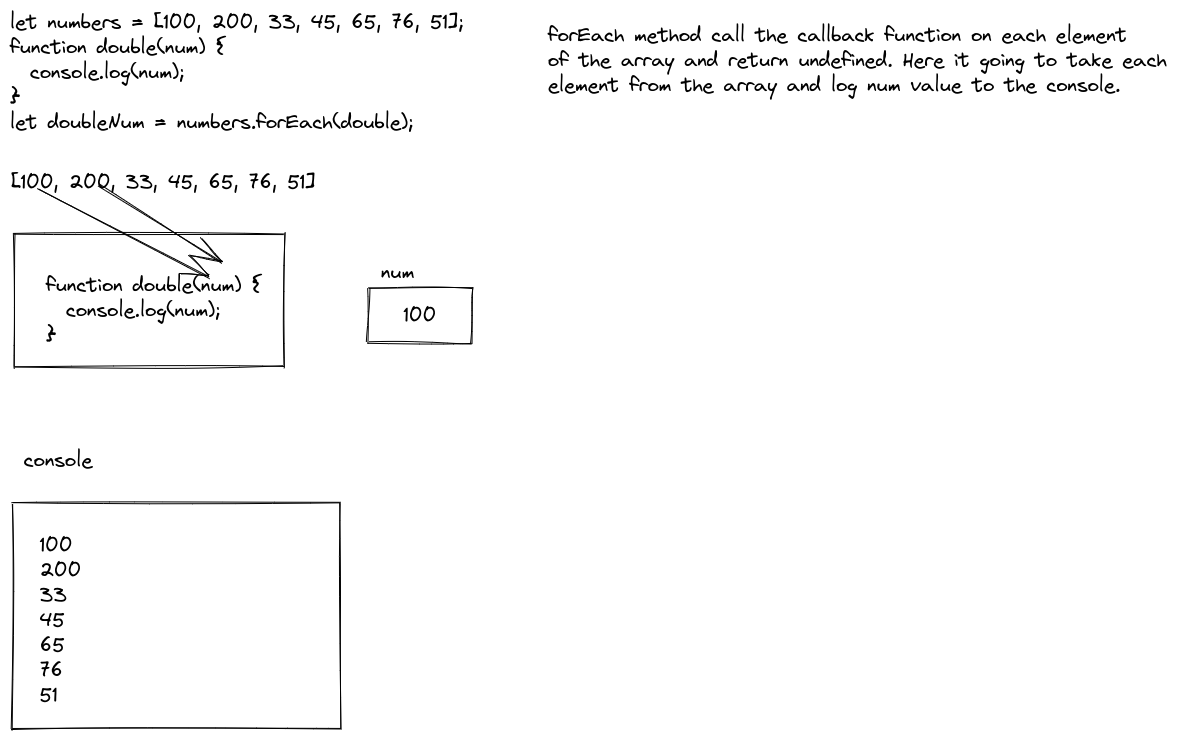 let numbers = [100, 200, 33, 45, 65, 76, 51];
function double(num) {
  console.log(num);
}
let doubleNum = numbers.forEach(double);
forEach method call the callback function on each element
of the array and return undefined. Here it going to take each
element from the array and log num value to the console.
[100, 200, 33, 45, 65, 76, 51]
function double(num) {
  console.log(num);
}
num
100
console
100
200
33
45
65
76
51